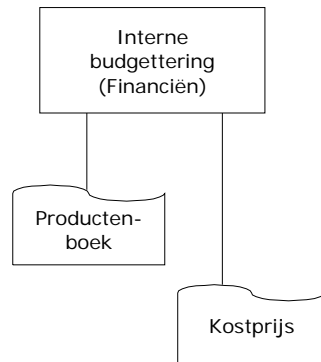 Interne
budgettering
(Financiën)
Producten-
boek
Kostprijs